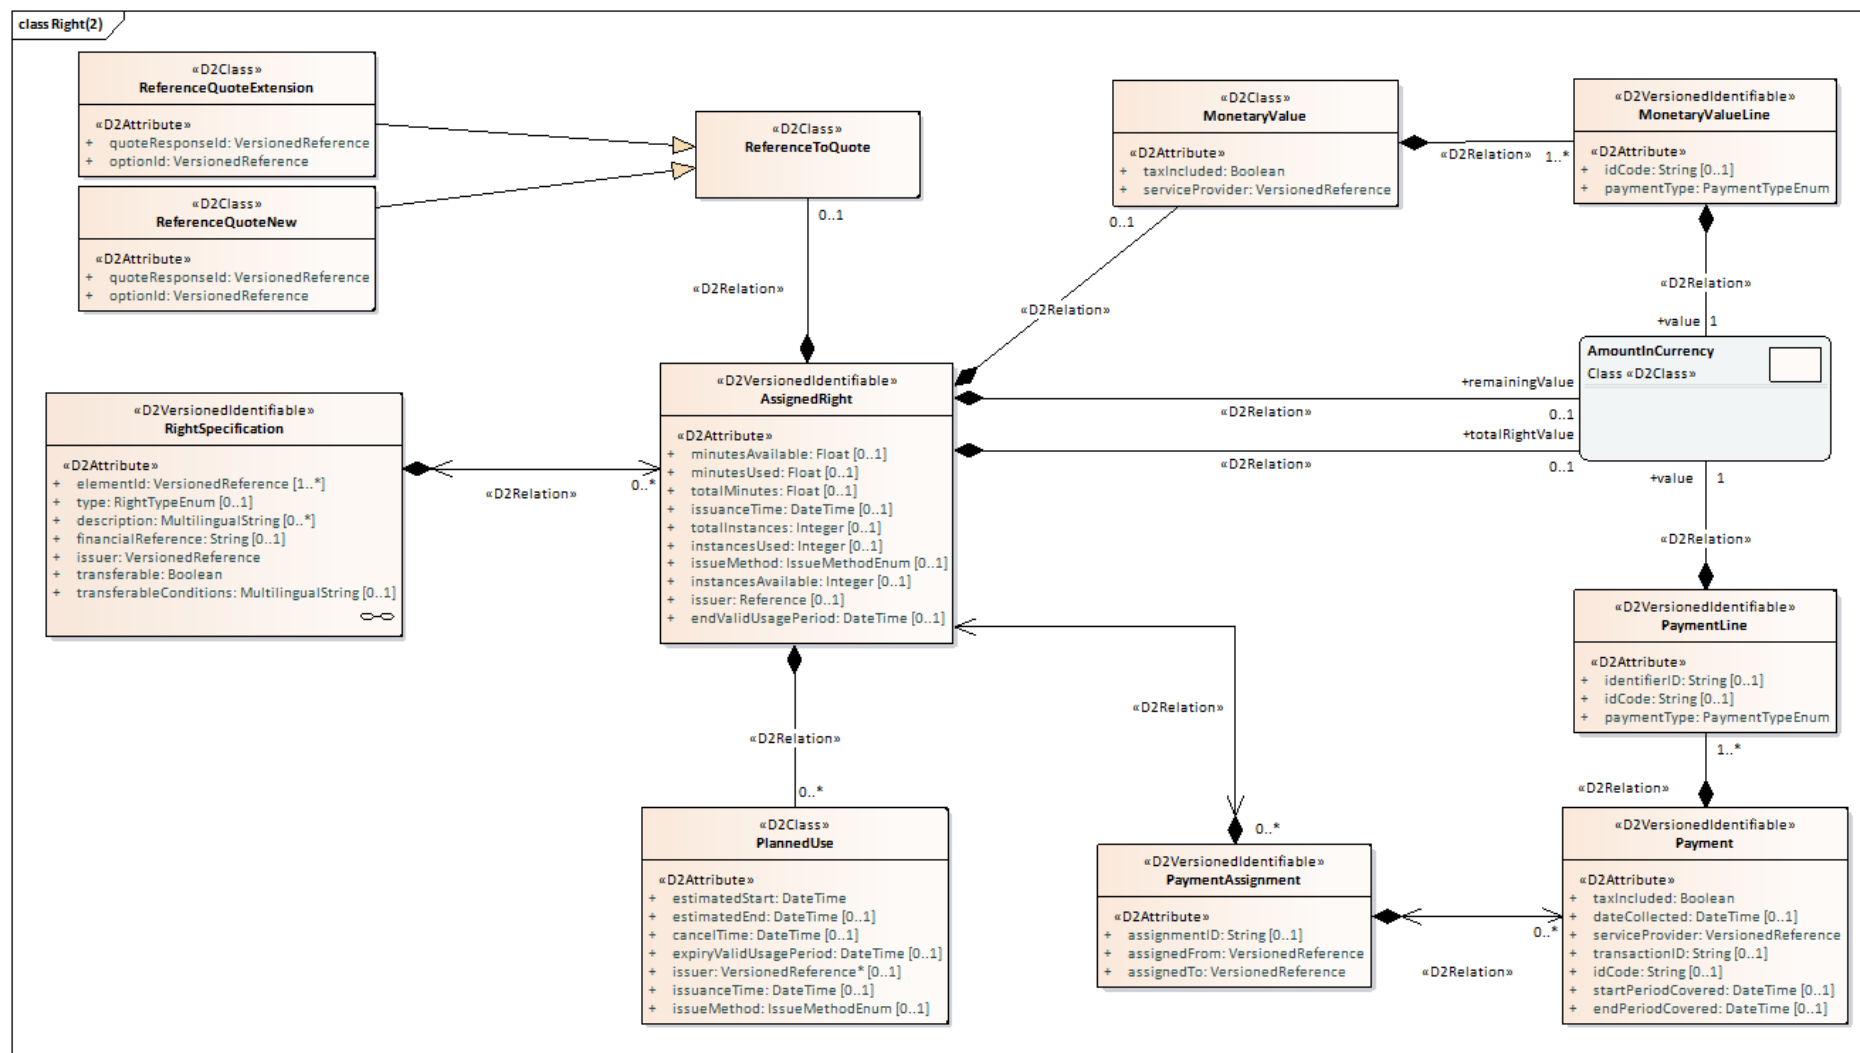 class Right(2)
«D2Class»
ReferenceQuoteExtension
«D2Attribute»
+ quoteResponseId: VersionedReference
+ optionId: VersionedReference
«D2Class»
ReferenceQuoteNew
«D2Attribute»
+ quoteResponseId: VersionedReference
+ optionId: VersionedReference
«D2Class»
ReferenceToQuote
0..1
«D2Relation»
«D2Class»
MonetaryValue
«D2Attribute»
+ taxIncluded: Boolean
+ serviceProvider: VersionedReference
0..1
«D2Relation»
«D2Relation»
1..*
«D2VersionedIdentifiable»
MonetaryValueLine
«D2Attribute»
+ idCode: String [0..1]
+ paymentType: PaymentTypeEnum
«D2Relation»
+value 1
AmountInCurrency
Class «D2Class»
+remainingValue
«D2Relation»
0..1
+totalRightValue
«D2Relation»
0..1
+value 1
«D2Relation»
«D2VersionedIdentifiable»
RightSpecification
«D2Attribute»
+ elementId: VersionedReference [1..*]
+ type: RightTypeEnum [0..1]
+ description: MultilingualString [0..*]
+ financialReference: String [0..1]
+ issuer: VersionedReference
+ transferable: Boolean
+ transferableConditions: MultilingualString [0..1]
«D2Relation»
0..*
«D2VersionedIdentifiable»
AssignedRight
«D2Attribute»
+ minutesAvailable: Float [0..1]
+ minutesUsed: Float [0..1]
+ totalMinutes: Float [0..1]
+ issuanceTime: DateTime [0..1]
+ totalInstances: Integer [0..1]
+ instancesUsed: Integer [0..1]
+ issueMethod: IssueMethodEnum [0..1]
+ instancesAvailable: Integer [0..1]
+ issuer: Reference [0..1]
+ endValidUsagePeriod: DateTime [0..1]
«D2Relation»
0..*
«D2Class»
PlannedUse
«D2Attribute»
+ estimatedStart: DateTime
+ estimatedEnd: DateTime [0..1]
+ cancelTime: DateTime [0..1]
+ expiryValidUsagePeriod: DateTime [0..1]
+ issuer: VersionedReference* [0..1]
+ issuanceTime: DateTime [0..1]
+ issueMethod: IssueMethodEnum [0..1]
«D2Relation»
0..*
«D2VersionedIdentifiable»
PaymentAssignment
«D2Attribute»
+ assignmentID: String [0..1]
+ assignedFrom: VersionedReference
+ assignedTo: VersionedReference
«D2Relation»
0..*
«D2VersionedIdentifiable»
PaymentLine
«D2Attribute»
+ identifierID: String [0..1]
+ idCode: String [0..1]
+ paymentType: PaymentTypeEnum
1..*
«D2Relation»
«D2VersionedIdentifiable»
Payment
«D2Attribute»
+ taxIncluded: Boolean
+ dateCollected: DateTime [0..1]
+ serviceProvider: VersionedReference
+ transactionID: String [0..1]
+ idCode: String [0..1]
+ startPeriodCovered: DateTime [0..1]
+ endPeriodCovered: DateTime [0..1]